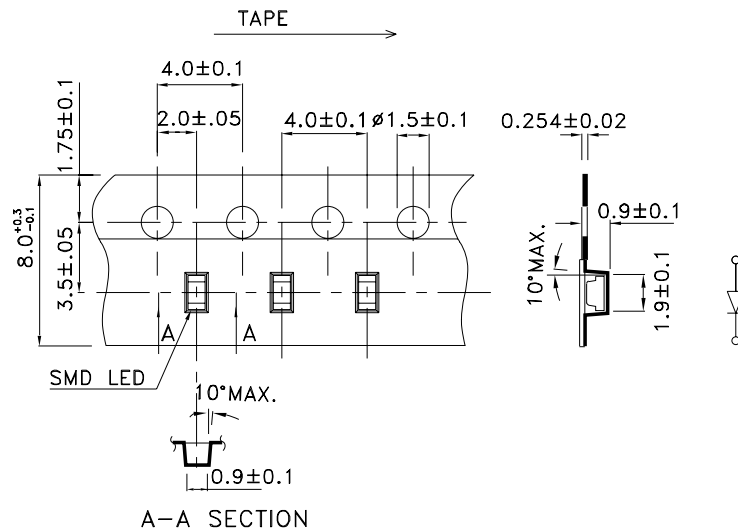 TAPE
4.0±0.1
1.75±0.1
2.0±.05
4.0±0.1
ø1.5±0.1
0.254±0.02
8.0+0.3-0.1
3.5±.05
0.9±0.1
10°MAX.
1.9±0.1
A
A
SMD LED
10°MAX.
0.9±0.1
A-A SECTION